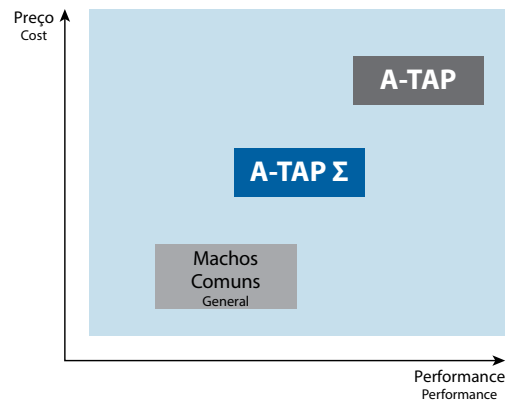 Preço
Cost
A-TAP
A-TAP Σ
Machos
Comuns
General
Performance
Performance